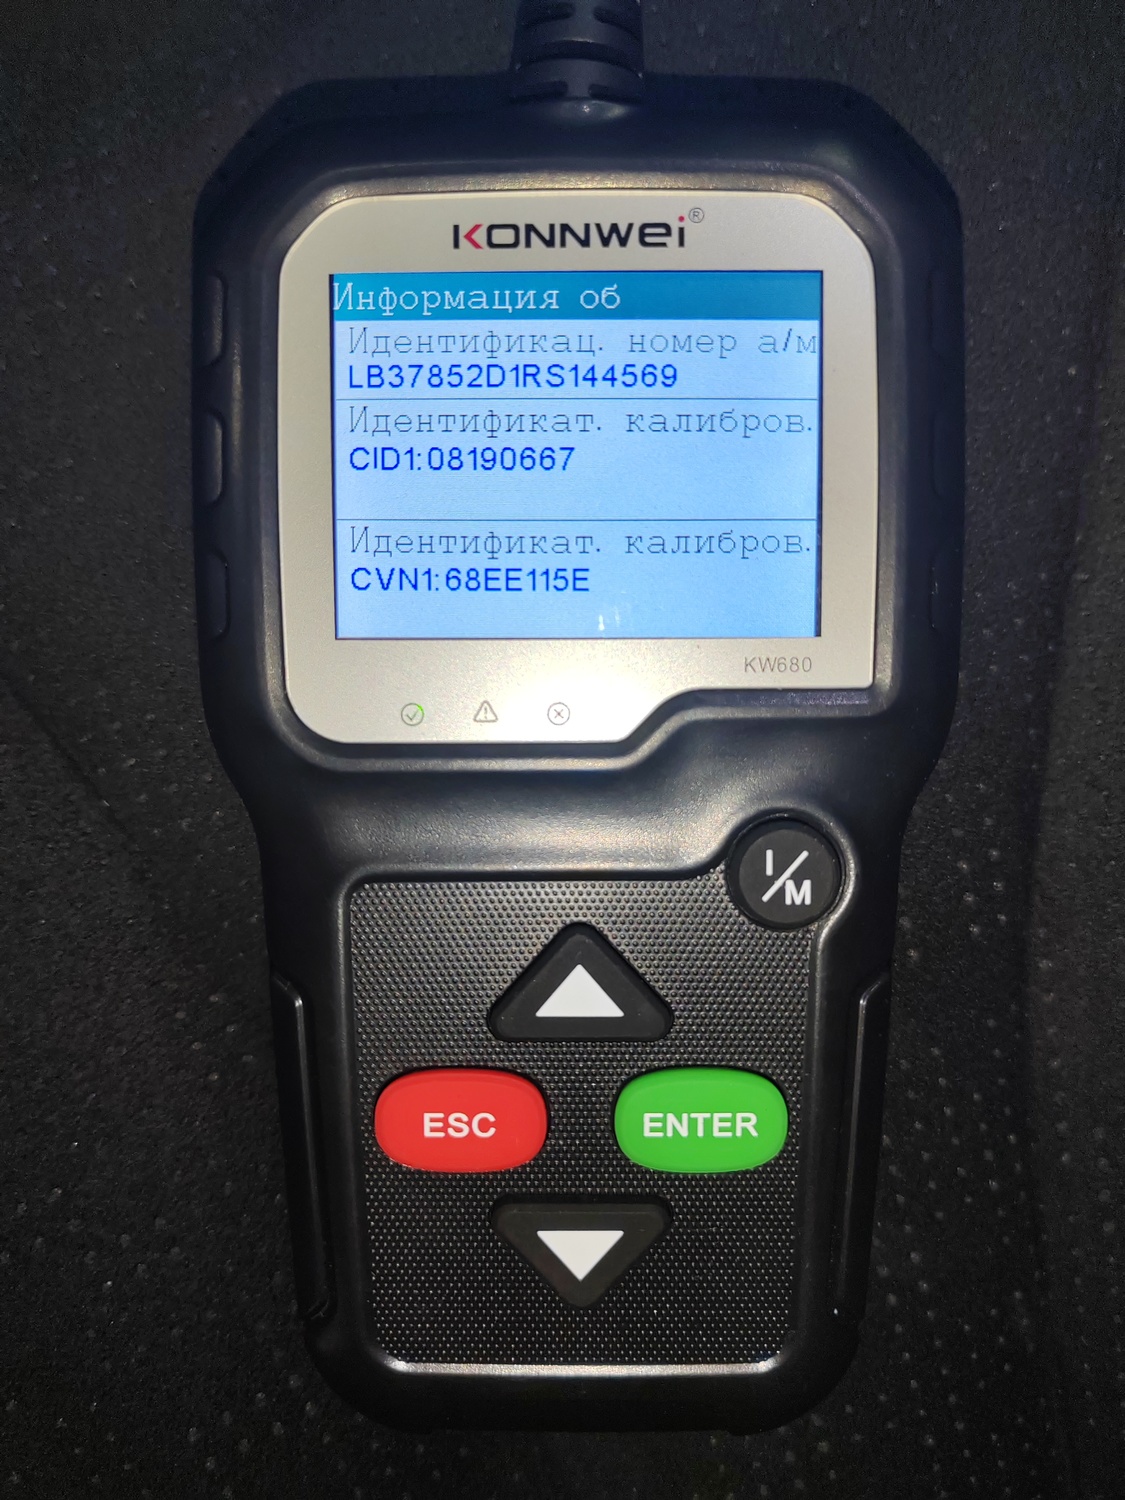 KONNWEI®
Информация об
Идентификац. номер а/м
LB37852D1RS144569
Идентификат. калибров.
CID1:08190667
Идентификат. калибров.
CVN1:68EE115E
KW680
I/M
ESC
ENTER